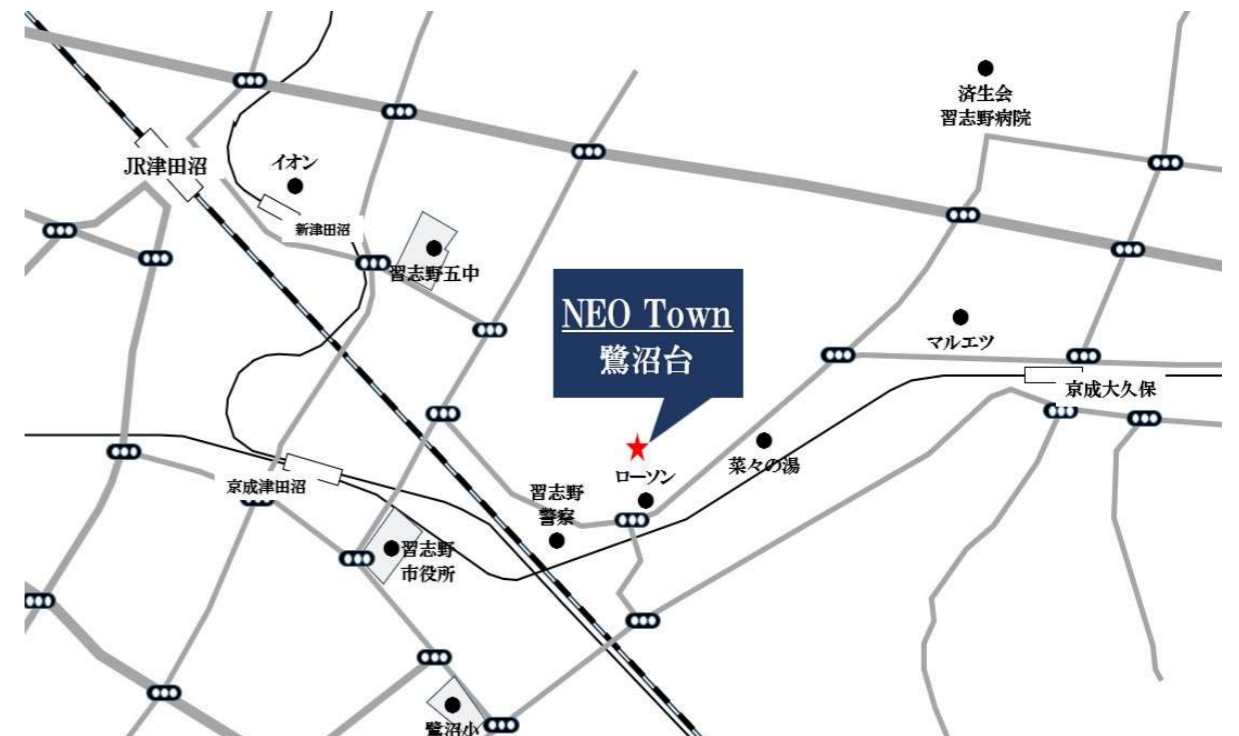 済生会
習志野病院
JR津田沼
イオン
新津田沼
習志野五中
NEO Town
鷺沼台
マルエツ
京成大久保
ローソン
菜々の湯
京成津田沼
習志野
警察
習志野
市役所
鷺沼小